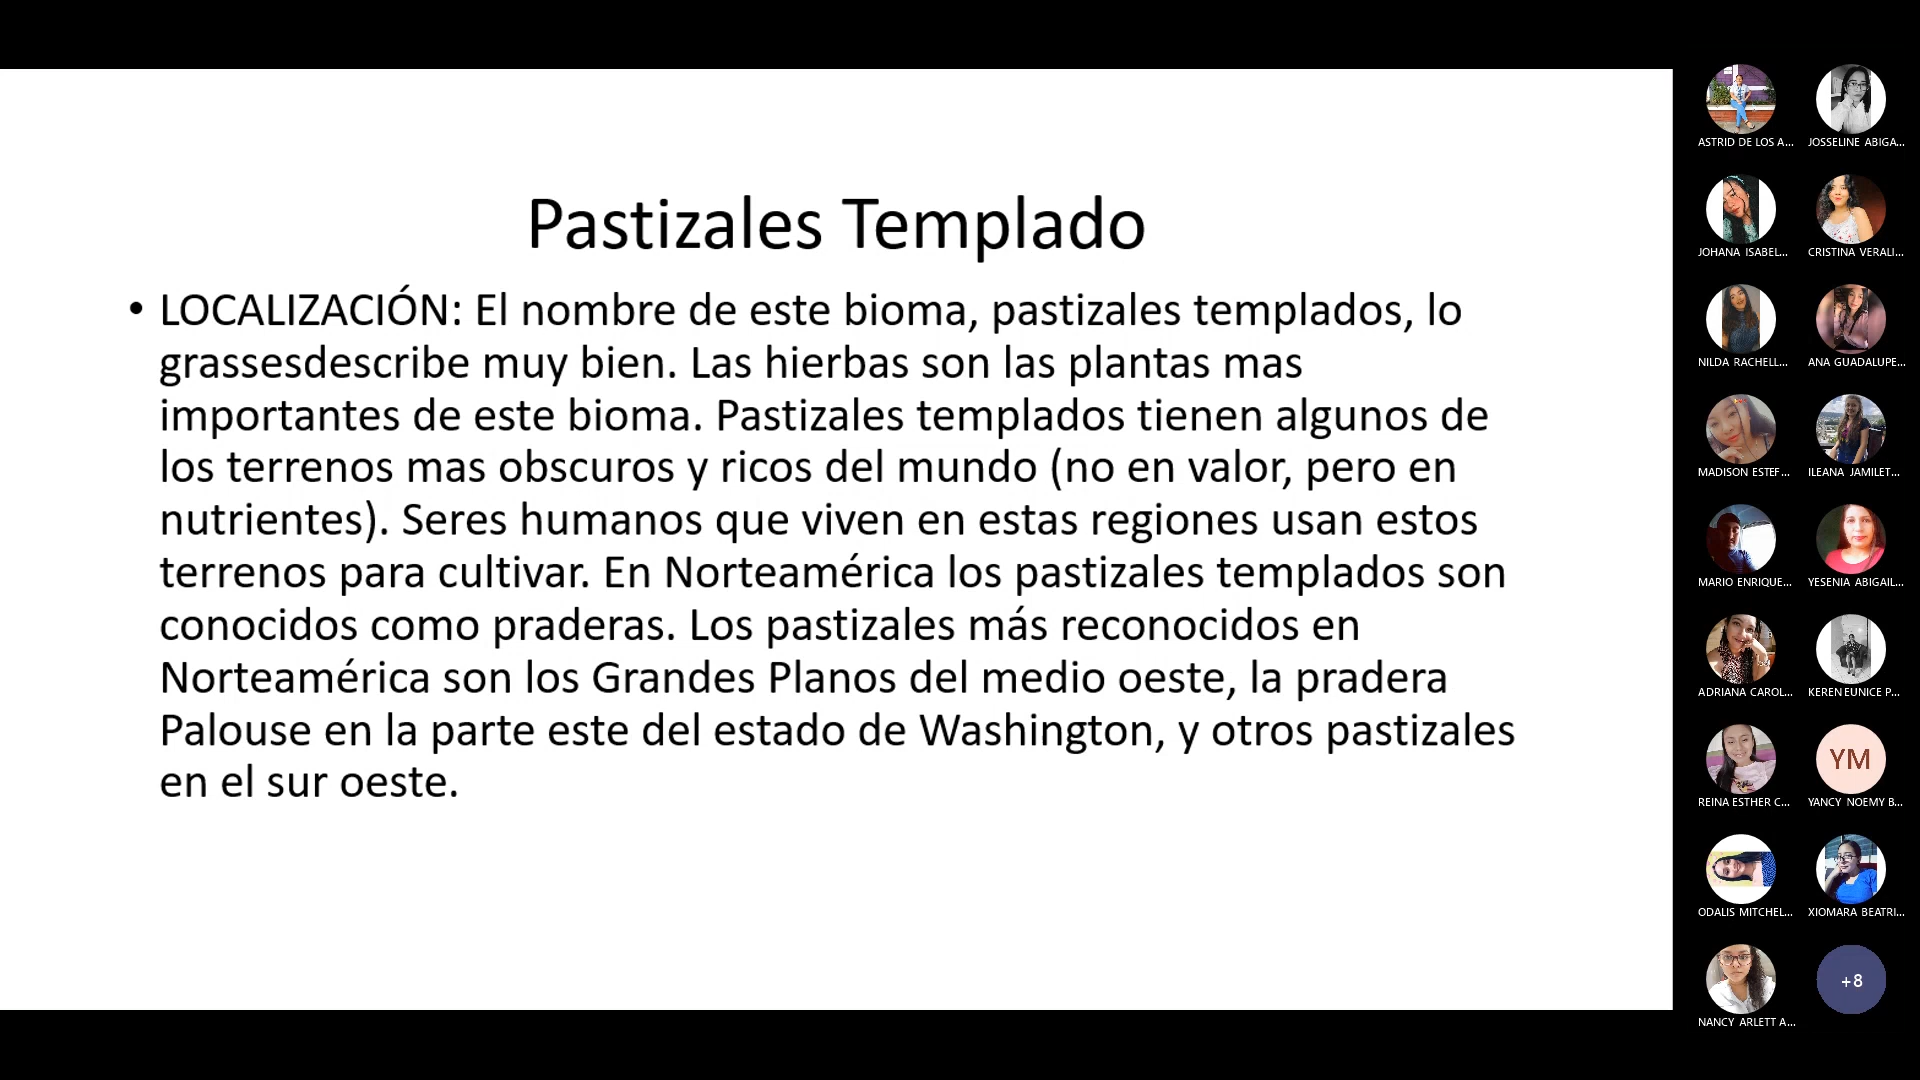 Pastizales Templado
• LOCALIZACIÓN: El nombre de este bioma, pastizales templados, lo
grassesdescribe muy bien. Las hierbas son las plantas mas
importantes de este bioma. Pastizales templados tienen algunos de
los terrenos mas obscuros y ricos del mundo (no en valor, pero en
nutrientes). Seres humanos que viven en estas regiones usan estos
terrenos para cultivar. En Norteamérica los pastizales templados son
conocidos como praderas. Los pastizales más reconocidos en
Norteamérica son los Grandes Planos del medio oeste, la pradera
Palouse en la parte este del estado de Washington, y otros pastizales
en el sur oeste.
ASTRID DE LOS A...
JOSSELINE ABIGA...
JOHANA ISABEL...
CRISTINA VERALI...
NILDA RACHELL...
ANA GUADALUPE...
MADISON ESTEF...
ILEANA JAMILET...
MARIO ENRIQUE...
YESENIA ABIGAIL...
ADRIANA CAROL...
KEREN EUNICE P...
REINA ESTHER C...
YM
YANCY NOEMY B...
ODALIS MITCHEL...
XIOMARA BEATRI...
NANCY ARLETT A...
+8